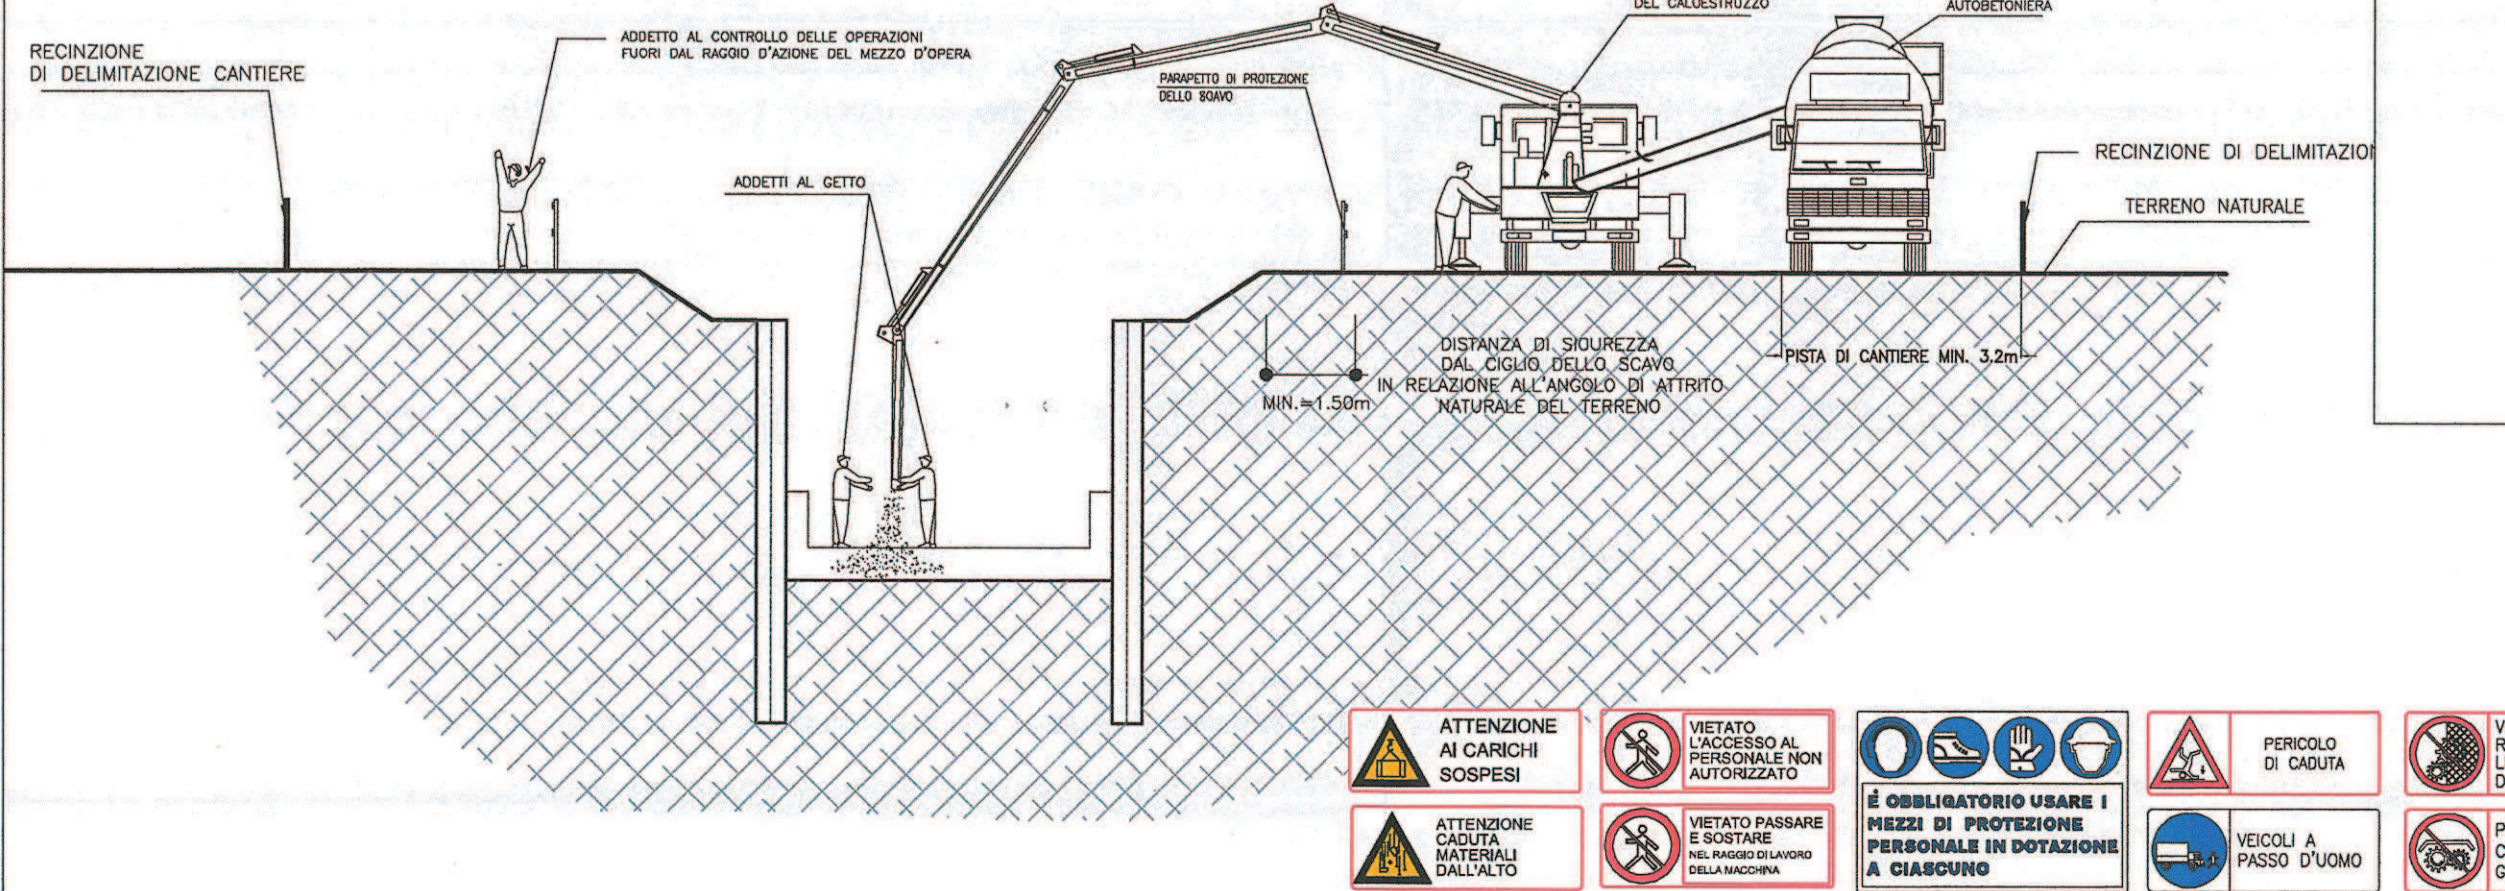 DEL CALCESTRUZZO
AUTOBETONIERA
RECINZIONE
DI DELIMITAZIONE CANTIERE
ADDETTO AL CONTROLLO DELLE OPERAZIONI
FUORI DAL RAGGIO D'AZIONE DEL MEZZO D'OPERA
PARAPETTO DI PROTEZIONE
DELLO SCAVO
ADDETTI AL GETTO
RECINZIONE DI DELIMITAZION
TERRENO NATURALE
DISTANZA DI SICUREZZA
DAL CIGLIO DELLO SCAVO
IN RELAZIONE ALL'ANGOLO DI ATTRITO
NATURALE DEL TERRENO
MIN.=1.50m
PISTA DI CANTIERE MIN. 3.2m
ATTENZIONE
AI CARICHI
SOSPESI
VIETATO
L'ACCESSO AL
PERSONALE NON
AUTORIZZATO
È OBBLIGATORIO USARE I
MEZZI DI PROTEZIONE
PERSONALE IN DOTAZIONE
A CIASCUNO
PERICOLO
DI CADUTA
ATTENZIONE
CADUTA
MATERIALI
DALL'ALTO
VIETATO PASSARE
E SOSTARE
NEL RAGGIO DI LAVORO
DELLA MACCHINA
VEICOLI A
PASSO D'UOMO